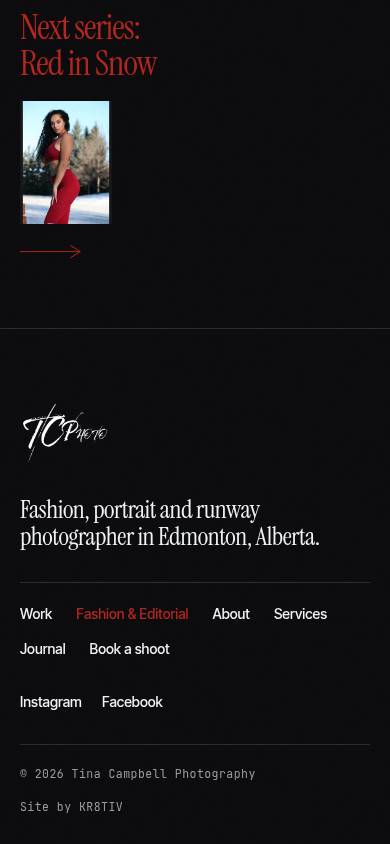 Next series:
Red in Snow
TCPHOTO
Fashion, portrait and runway
photographer in Edmonton, Alberta.
Work Fashion & Editorial About Services
Journal Book a shoot
Instagram Facebook
© 2026 Tina Campbell Photography
Site by KR8TIV